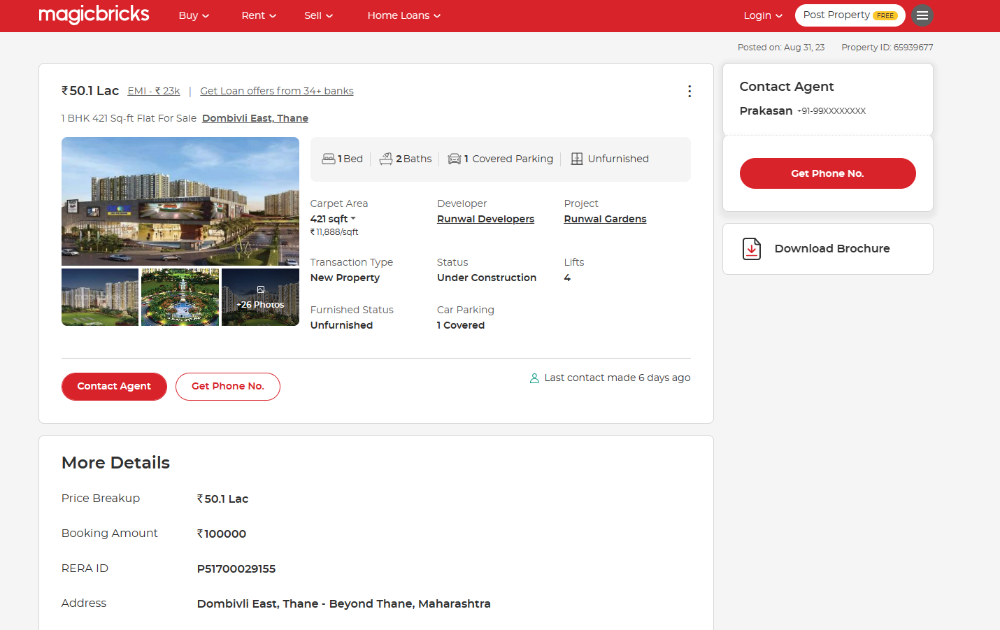 magicbricks
Buy
Rent
Sell
Home Loans
Login
Post Property FREE
Posted on: Aug 31, 23 Property ID: 65939677
₹50.1 Lac EMI - ₹ 23k | Get Loan offers from 34+ banks
1 BHK 421 Sq-ft Flat For Sale Dombivli East, Thane
magicbricks
+26 Photos
RUNWAL GARDENS
1 Bed
2 Baths
1 Covered Parking
Unfurnished
Carpet Area
421 sqft
₹ 11,888/sqft
Developer
Runwal Developers
Project
Runwal Gardens
Transaction Type
New Property
Status
Under Construction
Lifts
4
Furnished Status
Unfurnished
Car Parking
1 Covered
Contact Agent
Get Phone No.
Last contact made 6 days ago
Contact Agent
Prakasan +91-99XXXXXXXX
Get Phone No.
Download Brochure
More Details
Price Breakup ₹50.1 Lac
Booking Amount ₹100000
RERA ID P51700029155
Address Dombivli East, Thane - Beyond Thane, Maharashtra